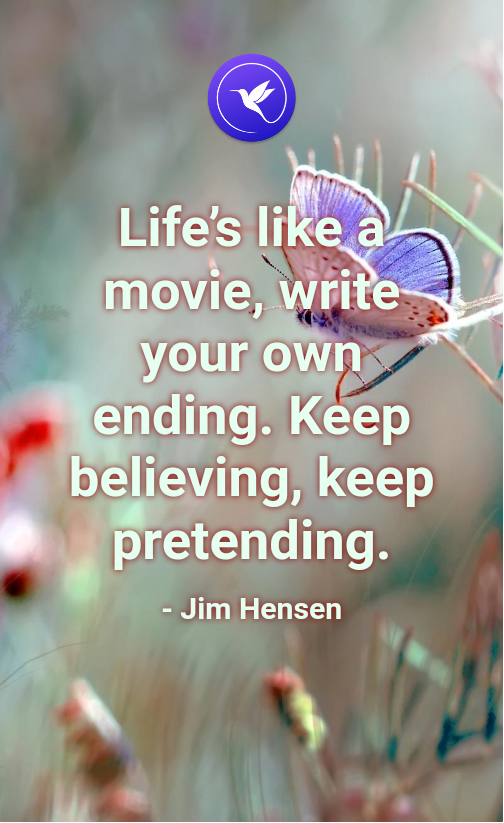 Life’s like a
movie, write
your own
ending. Keep
believing, keep
pretending.
- Jim Hensen